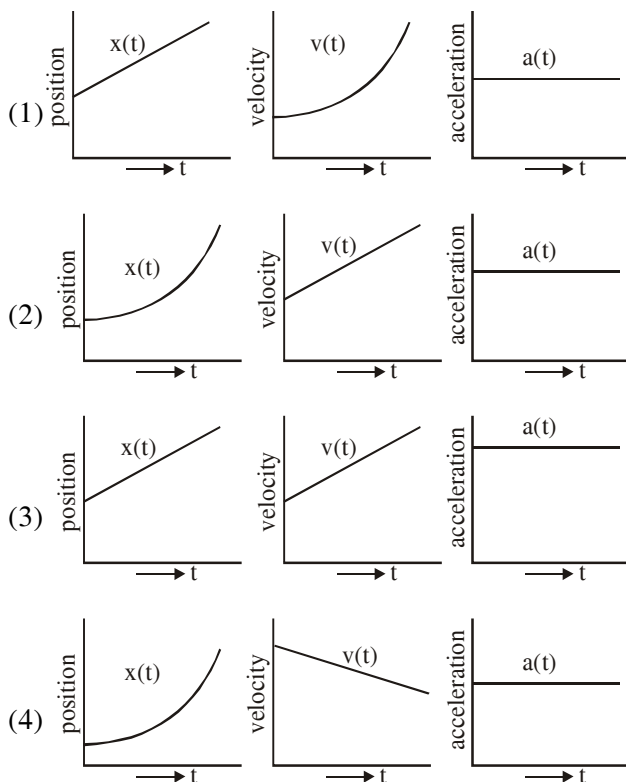 position x(t) t velocity v(t) t acceleration a(t) t
(1)
position x(t) t velocity v(t) t acceleration a(t) t
(2)
position x(t) t velocity v(t) t acceleration a(t) t
(3)
position x(t) t velocity v(t) t acceleration a(t) t
(4)